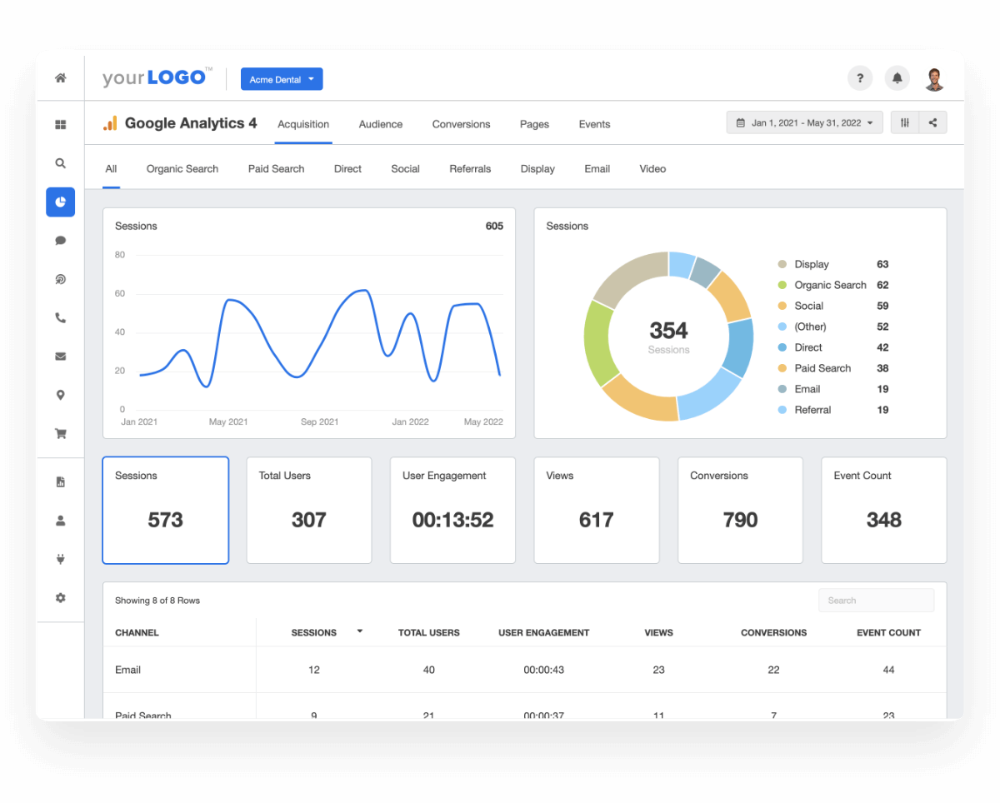 yourLOGO™
Acme Dental
?
Google Analytics 4
Acquisition Audience Conversions Pages Events
Jan 1, 2021 - May 31, 2022
All Organic Search Paid Search Direct Social Referrals Display Email Video
Sessions 605
80
60
40
20
0
Jan 2021 May 2021 Sep 2021 Jan 2022 May 2022
Sessions
354
Sessions
Display 63
Organic Search 62
Social 59
(Other) 52
Direct 42
Paid Search 38
Email 19
Referral 19
Sessions
573
Total Users
307
User Engagement
00:13:52
Views
617
Conversions
790
Event Count
348
Showing 8 of 8 Rows
Search
CHANNEL SESSIONS TOTAL USERS USER ENGAGEMENT VIEWS CONVERSIONS EVENT COUNT
Email 12 40 00:00:43 23 22 44
Paid Search 9 21 00:00:37 11 7 23